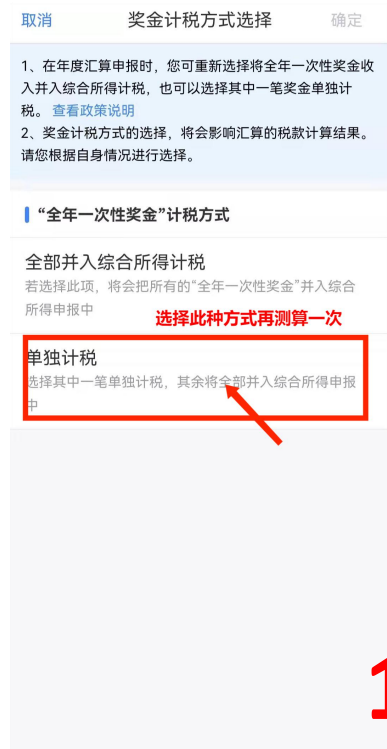 取消 奖金计税方式选择 确定
1、在年度汇算申报时，您可重新选择将全年一次性奖金收
入并入综合所得计税，也可以选择其中一笔奖金单独计
税。 查看政策说明
2、奖金计税方式的选择，将会影响汇算的税款计算结果。
请您根据自身情况进行选择。
“全年一次性奖金”计税方式
全部并入综合所得计税
若选择此项，将会把所有的“全年一次性奖金”并入综合
所得申报中
选择此种方式再测算一次
单独计税
选择其中一笔单独计税，其余将全部并入综合所得申报
中
1